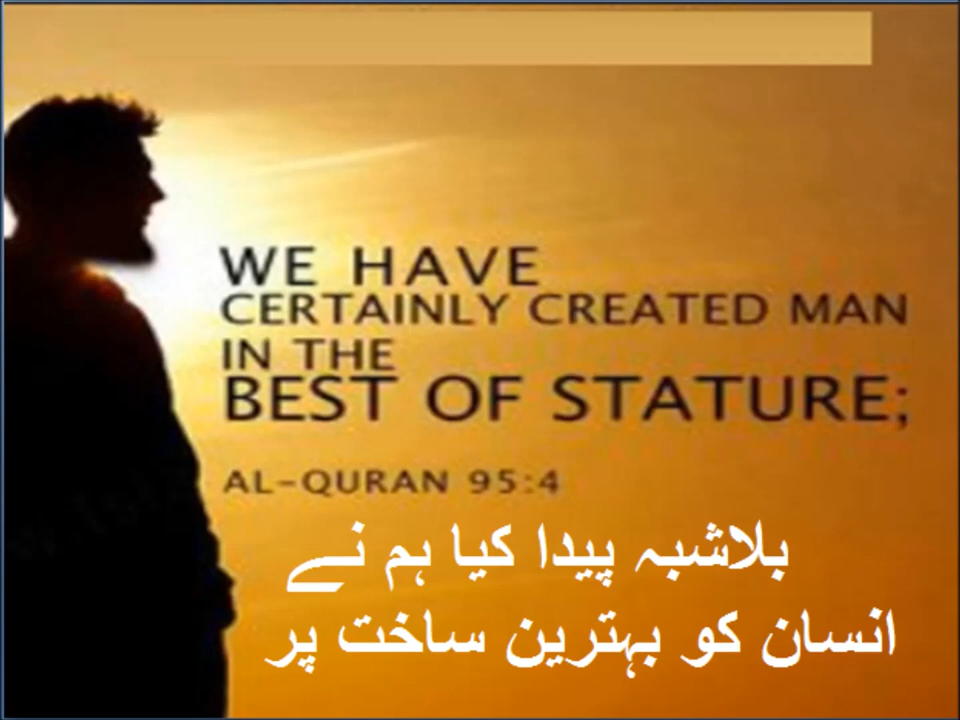 WE HAVE
CERTAINLY CREATED MAN
IN THE
BEST OF STATURE;
AL-QURAN 95:4
بلاشبہ پیدا کیا ہم نے
انسان کو بہترین ساخت پر